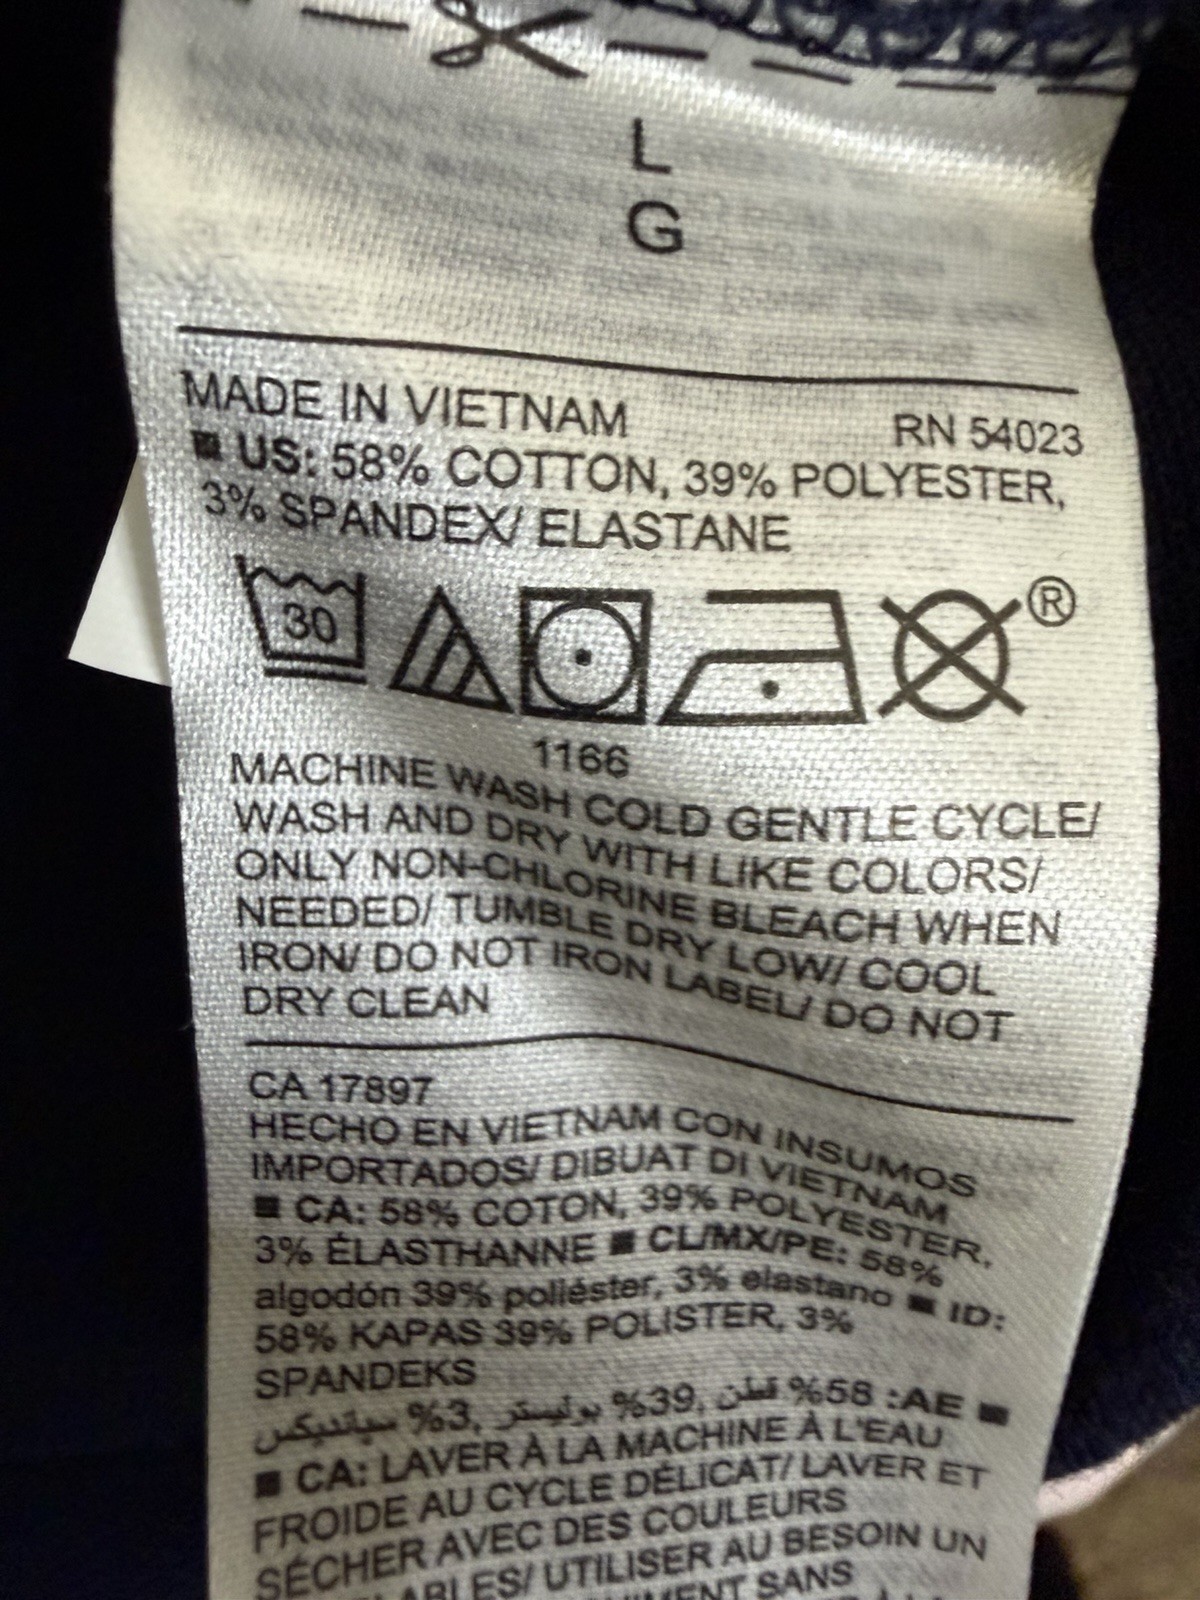 L
G
MADE IN VIETNAM RN 54023
■ US: 58% COTTON, 39% POLYESTER,
3% SPANDEX/ ELASTANE
30
®
1166
MACHINE WASH COLD GENTLE CYCLE/
WASH AND DRY WITH LIKE COLORS/
ONLY NON-CHLORINE BLEACH WHEN
NEEDED/ TUMBLE DRY LOW/ COOL
IRON/ DO NOT IRON LABEL/ DO NOT
DRY CLEAN
CA 17897
HECHO EN VIETNAM CON INSUMOS
IMPORTADOS/ DIBUAT DI VIETNAM
■ CA: 58% COTON, 39% POLYESTER,
3% ÉLASTHANNE ■ CL/MX/PE: 58%
algodón 39% poliéster, 3% elastano ■ ID:
58% KAPAS 39% POLISTER, 3%
SPANDEKS
■ AE: 58% قطن, 39% بوليستر, 3% سپاندیکس
■ CA: LAVER À LA MACHINE À L'EAU
FROIDE AU CYCLE DÉLICAT/ LAVER ET
SÉCHER AVEC DES COULEURS
UTILISER AU BESOIN UN
SANS